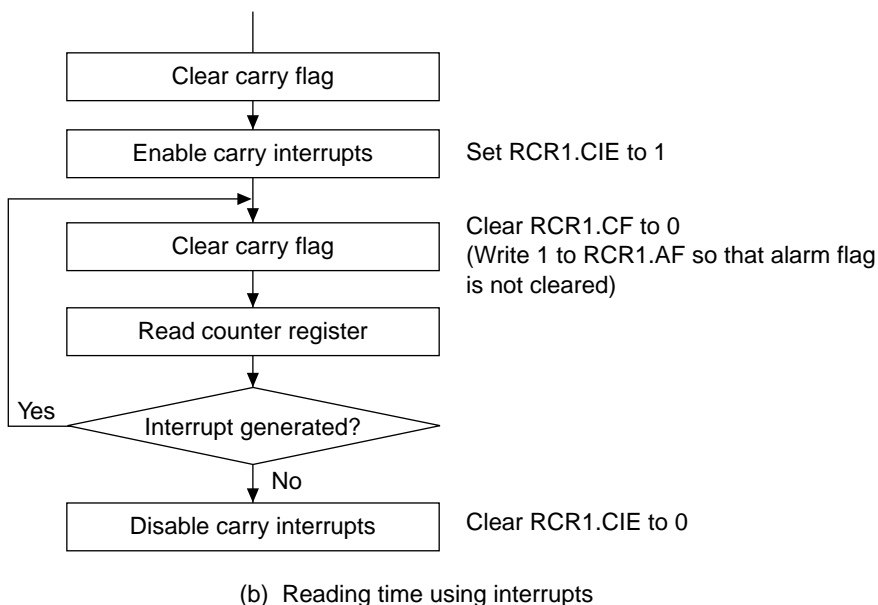 Clear carry flag
Enable carry interrupts
Set RCR1.CIE to 1
Clear carry flag
Clear RCR1.CF to 0
(Write 1 to RCR1.AF so that alarm flag
is not cleared)
Read counter register
Yes
Interrupt generated?
No
Disable carry interrupts
Clear RCR1.CIE to 0
(b) Reading time using interrupts